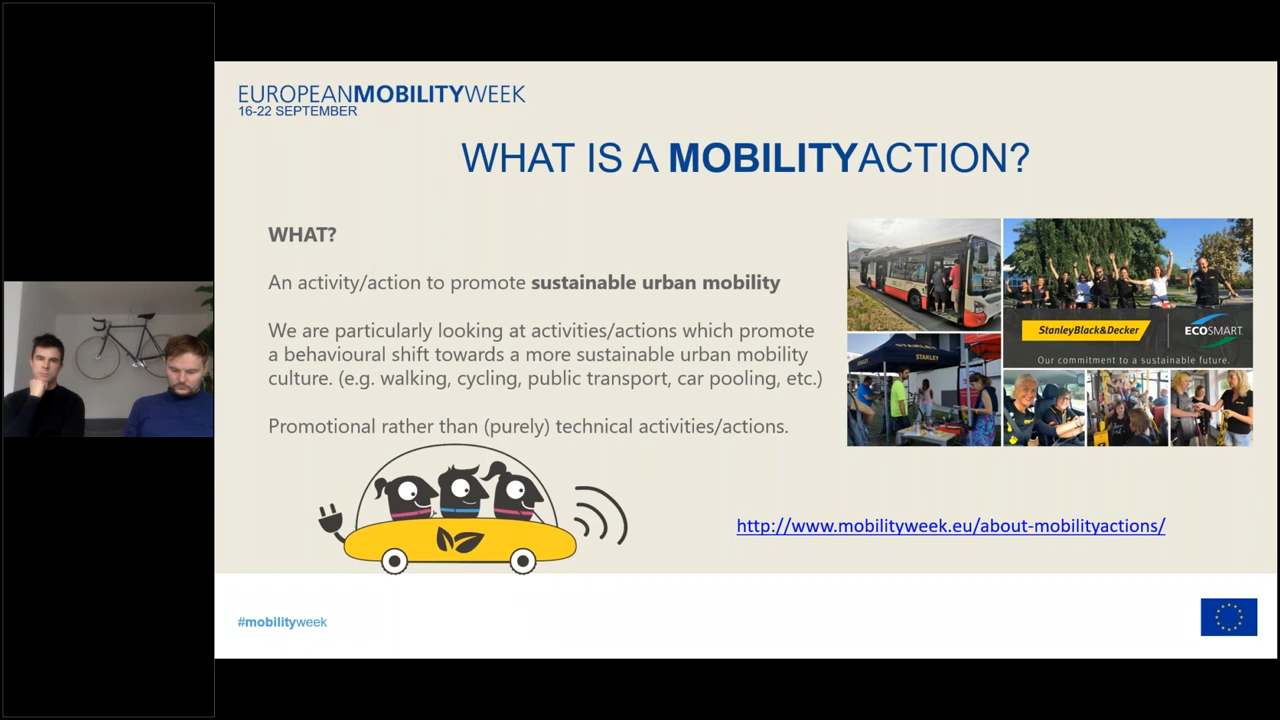 EUROPEANMOBILITYWEEK
16-22 SEPTEMBER
WHAT IS A MOBILITYACTION?
WHAT?
An activity/action to promote sustainable urban mobility
We are particularly looking at activities/actions which promote
a behavioural shift towards a more sustainable urban mobility
culture. (e.g. walking, cycling, public transport, car pooling, etc.)
Promotional rather than (purely) technical activities/actions.
StanleyBlack&Decker
ECOSMART
Our commitment to a sustainable future.
STANLEY
http://www.mobilityweek.eu/about-mobilityactions/
#mobilityweek